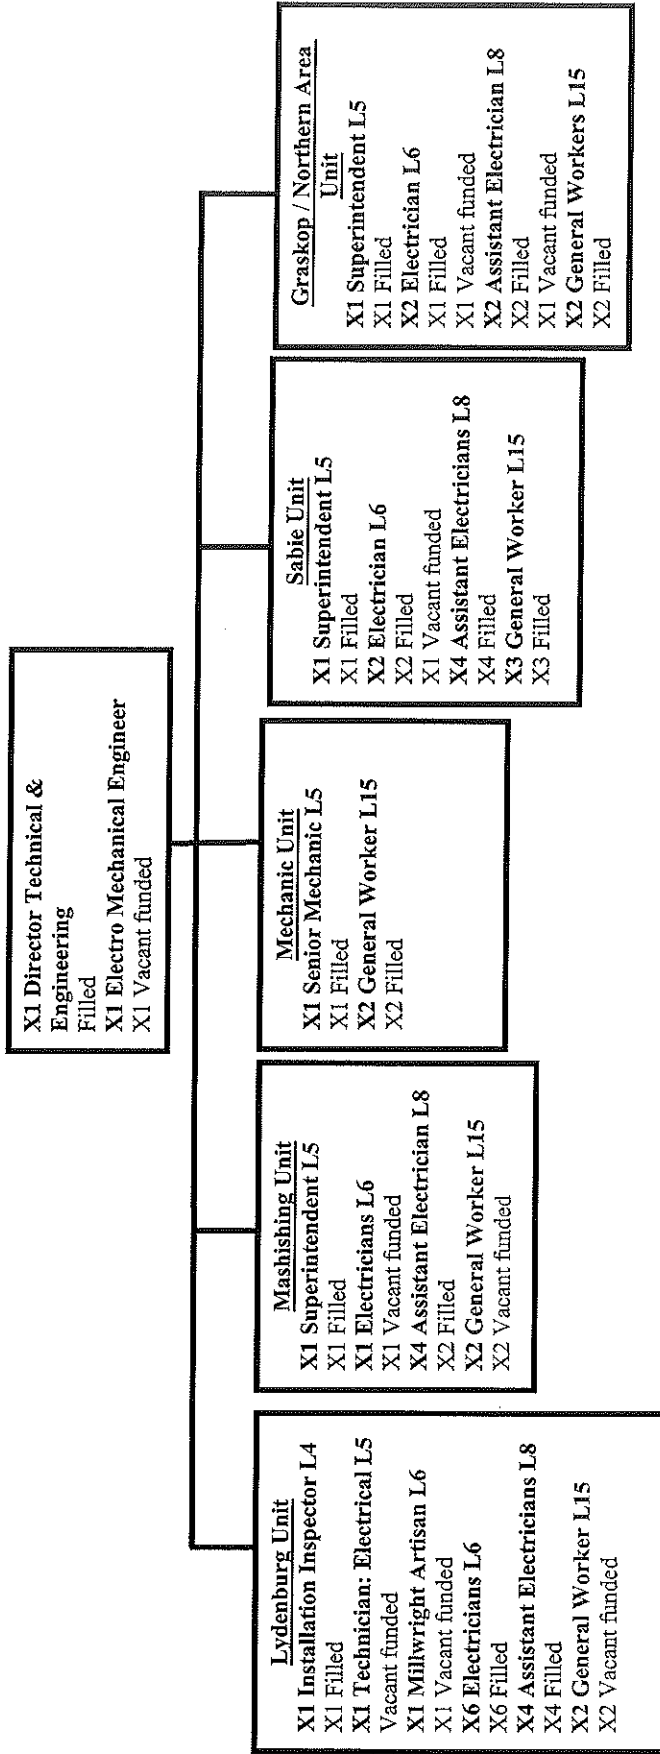 X1 Director Technical &
Engineering
Filled
X1 Electro Mechanical Engineer
X1 Vacant funded
Lydenburg Unit
X1 Installation Inspector L4
X1 Filled
X1 Technician: Electrical L5
Vacant funded
X1 Millwright Artisan L6
X1 Vacant funded
X6 Electricians L6
X6 Filled
X4 Assistant Electricians L8
X4 Filled
X2 General Worker L15
X2 Vacant funded
Mashishing Unit
X1 Superintendent L5
X1 Filled
X1 Electricians L6
X1 Vacant funded
X4 Assistant Electrician L8
X2 Filled
X2 General Worker L15
X2 Vacant funded
Mechanic Unit
X1 Senior Mechanic L5
X1 Filled
X2 General Worker L15
X2 Filled
Sabie Unit
X1 Superintendent L5
X1 Filled
X2 Electrician L6
X2 Filled
X1 Vacant funded
X4 Assistant Electricians L8
X4 Filled
X3 General Worker L15
X3 Filled
Graskop / Northern Area
Unit
X1 Superintendent L5
X1 Filled
X2 Electrician L6
X1 Filled
X1 Vacant funded
X2 Assistant Electrician L8
X2 Filled
X1 Vacant funded
X2 General Workers L15
X2 Filled